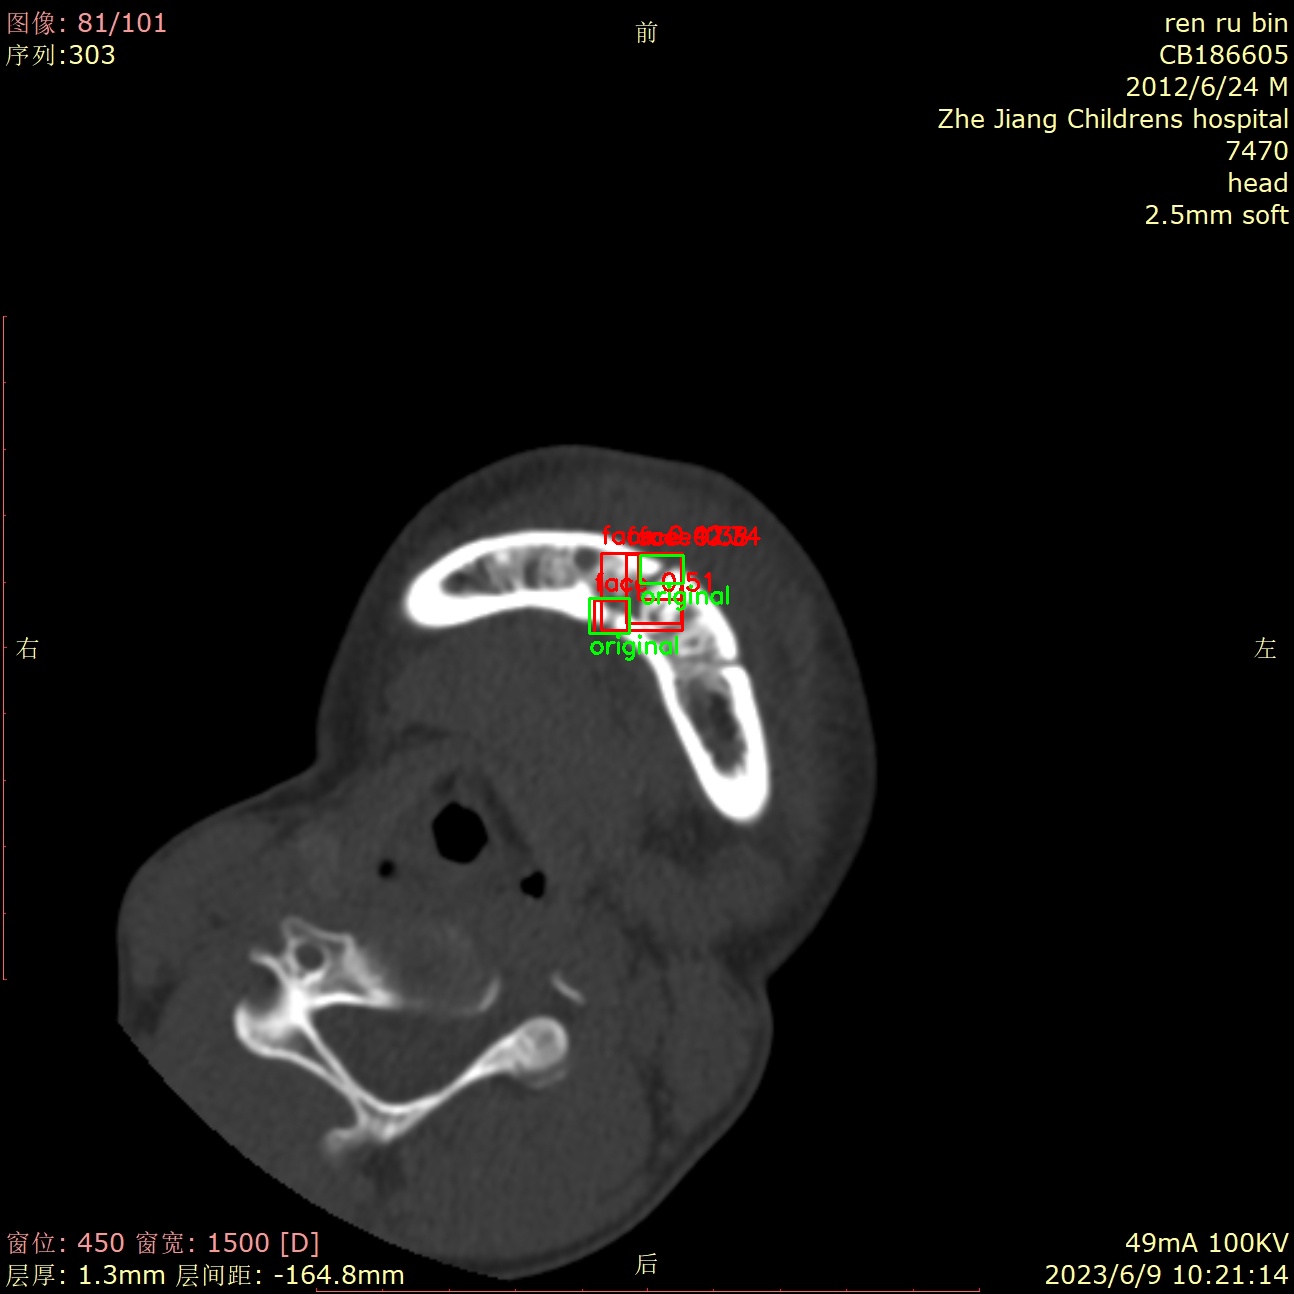 图像: 81/101
序列:303
前
ren ru bin
CB186605
2012/6/24 M
Zhe Jiang Childrens hospital
7470
head
2.5mm soft
face 0.51
original
original
右
左
窗位: 450 窗宽: 1500 [D]
层厚: 1.3mm 层间距: -164.8mm
后
49mA 100KV
2023/6/9 10:21:14